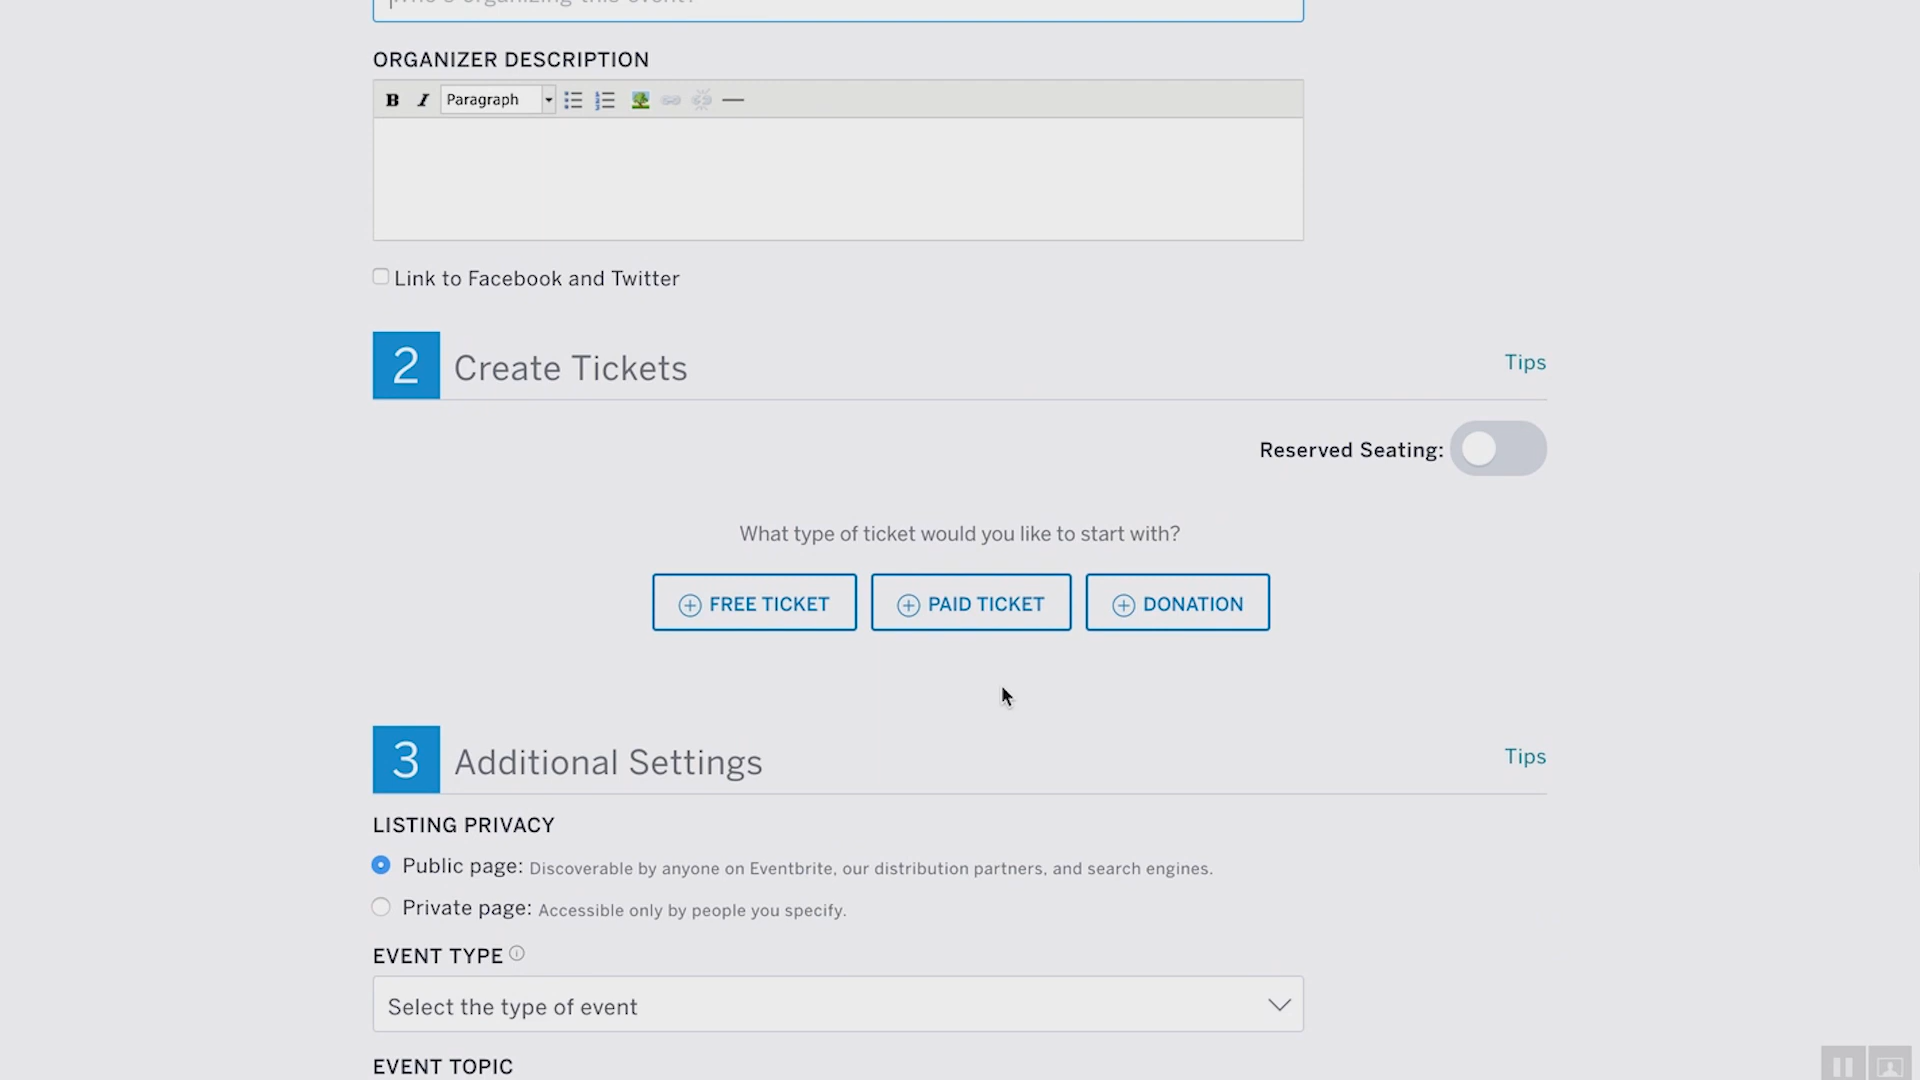 ORGANIZER DESCRIPTION
B I Paragraph
Link to Facebook and Twitter
2 Create Tickets Tips
Reserved Seating:
What type of ticket would you like to start with?
FREE TICKET PAID TICKET DONATION
3 Additional Settings Tips
LISTING PRIVACY
Public page: Discoverable by anyone on Eventbrite, our distribution partners, and search engines.
Private page: Accessible only by people you specify.
EVENT TYPE
Select the type of event
EVENT TOPIC